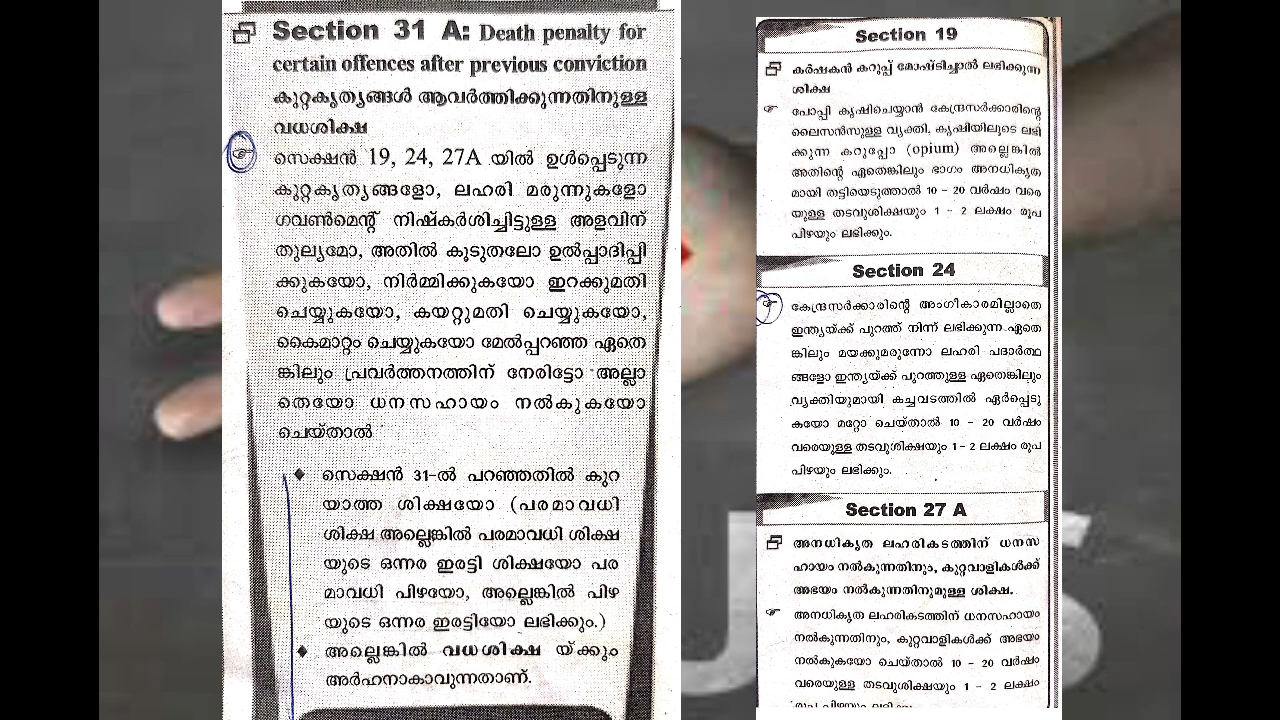 Section 31 A: Death penalty for
certain offences after previous conviction
കുറ്റകൃത്യങ്ങൾ ആവർത്തിക്കുന്നതിനുള്ള
വധശിക്ഷ
സെക്ഷൻ 19, 24, 27A യിൽ ഉൾപ്പെടുന്ന
കുറ്റകൃത്യങ്ങളോ, ലഹരി മരുന്നുകളോ
ഗവൺമെന്റ് നിഷ്കർശിച്ചിട്ടുള്ള അളവിന്
തുല്യമോ, അതിൽ കൂടുതലോ ഉൽപ്പാദിപ്പി
ക്കുകയോ, നിർമ്മിക്കുകയോ ഇറക്കുമതി
ചെയ്യുകയോ, കയറ്റുമതി ചെയ്യുകയോ,
കൈമാറ്റം ചെയ്യുകയോ മേൽപ്പറഞ്ഞ ഏതെ
ങ്കിലും പ്രവർത്തനത്തിന് നേരിട്ടോ അല്ലാ
തെയോ ധനസഹായം നൽകുകയോ
ചെയ്താൽ
സെക്ഷൻ 31-ൽ പറഞ്ഞതിൽ കുറ
യാത്ത ശിക്ഷയോ (പരമാവധി
ശിക്ഷ അല്ലെങ്കിൽ പരമാവധി ശിക്ഷ
യുടെ ഒന്നര ഇരട്ടി ശിക്ഷയോ പര
മാവധി പിഴയോ, അല്ലെങ്കിൽ പിഴ
യുടെ ഒന്നര ഇരട്ടിയോ ലഭിക്കും.)
അല്ലെങ്കിൽ വധശിക്ഷ യ്ക്കും
അർഹനാകാവുന്നതാണ്.
Section 19
കർഷകൻ കറുപ്പ് മോഷ്ടിച്ചാൽ ലഭിക്കുന്ന
ശിക്ഷ
പോപ്പി കൃഷിചെയ്യാൻ കേന്ദ്രസർക്കാരിന്റെ
ലൈസൻസുള്ള വ്യക്തി, കൃഷിയിലൂടെ ലഭി
ക്കുന്ന കറുപ്പോ (opium) അല്ലെങ്കിൽ
അതിന്റെ ഏതെങ്കിലും ഭാഗം അനധികൃത
മായി തട്ടിയെടുത്താൽ 10 - 20 വർഷം വരെ
യുള്ള തടവുശിക്ഷയും 1 - 2 ലക്ഷം രൂപ
പിഴയും ലഭിക്കും.
Section 24
കേന്ദ്രസർക്കാരിന്റെ അംഗീകാരമില്ലാതെ
ഇന്ത്യയ്ക്ക് പുറത്ത് നിന്ന് ലഭിക്കുന്ന ഏതെ
ങ്കിലും മയക്കുമരുന്നോ ലഹരി പദാർത്ഥ
ങ്ങളോ ഇന്ത്യയ്ക്ക് പുറത്തുള്ള ഏതെങ്കിലും
വ്യക്തിയുമായി കച്ചവടത്തിൽ ഏർപ്പെടു
കയോ മറ്റോ ചെയ്താൽ 10 - 20 വർഷം
വരെയുള്ള തടവുശിക്ഷയും 1 - 2 ലക്ഷം രൂപ
പിഴയും ലഭിക്കും.
Section 27 A
അനധികൃത ലഹരികടത്തിന് ധനസ
ഹായം നൽകുന്നതിനും, കുറ്റവാളികൾക്ക്
അഭയം നൽകുന്നതിനുമുള്ള ശിക്ഷ.
അനധികൃത ലഹരികടത്തിന് ധനസഹായം
നൽകുന്നതിനും, കുറ്റവാളികൾക്ക് അഭയം
നൽകുകയോ ചെയ്താൽ 10 - 20 വർഷം
വരെയുള്ള തടവുശിക്ഷയും 1 - 2 ലക്ഷം